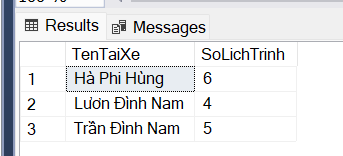 Results Messages
TenTaiXe SoLichTrinh
1 Hà Phi Hùng 6
2 Lươn Đình Nam 4
3 Trần Đình Nam 5